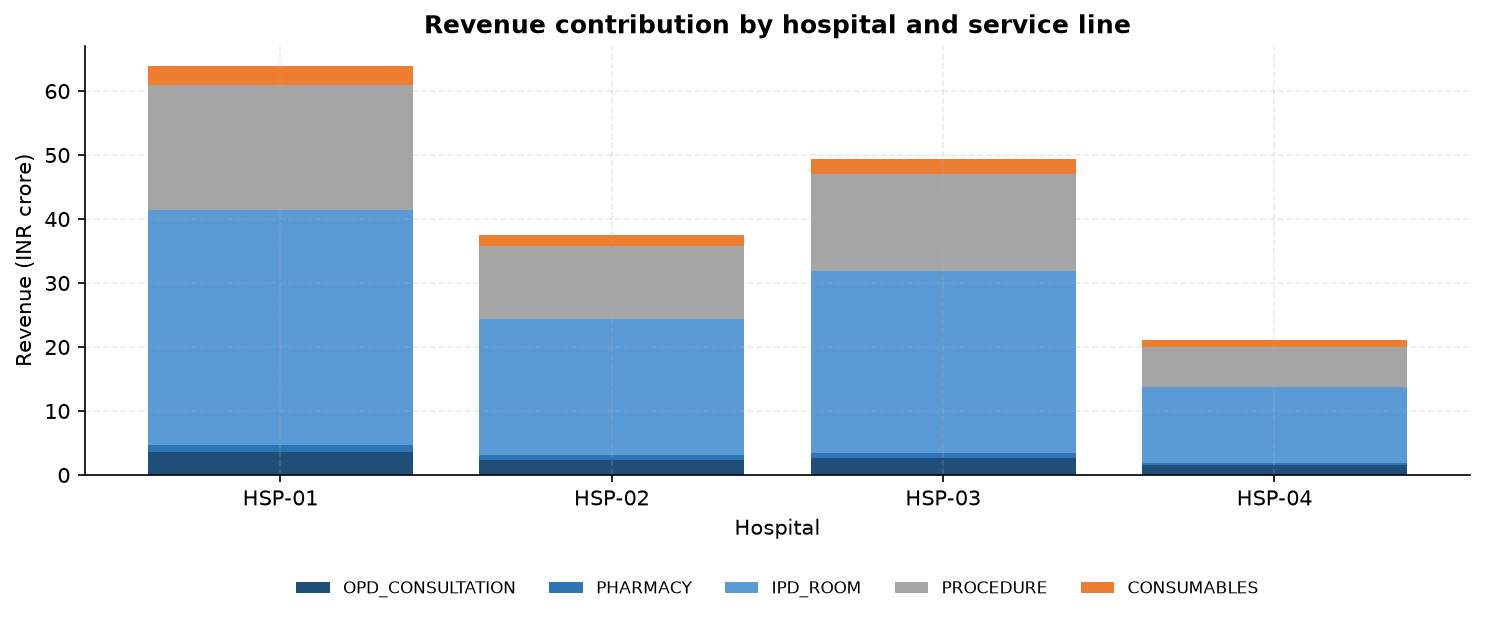 Revenue contribution by hospital and service line
Revenue (INR crore)
60
50
40
30
20
10
0
HSP-01 HSP-02 HSP-03 HSP-04
Hospital
OPD_CONSULTATION PHARMACY IPD_ROOM PROCEDURE CONSUMABLES